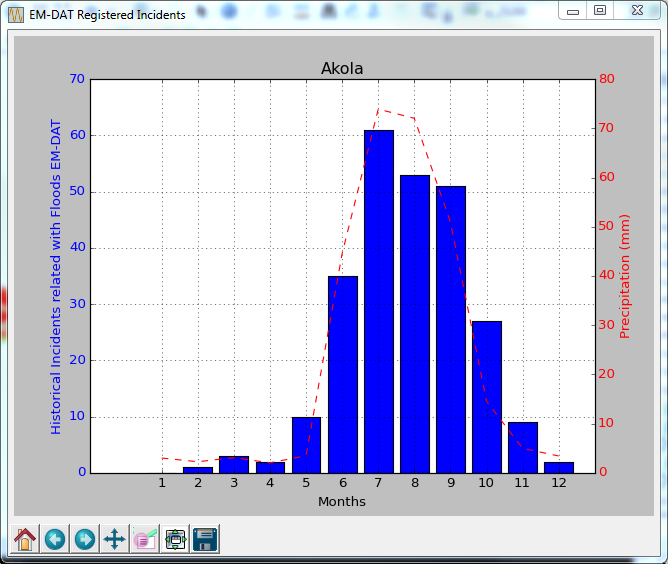 EM-DAT Registered Incidents
Akola
Historical Incidents related with Floods EM-DAT
70
60
50
40
30
20
10
0
80
70
60
50
40
30
20
10
0
Precipitation (mm)
1 2 3 4 5 6 7 8 9 10 11 12
Months